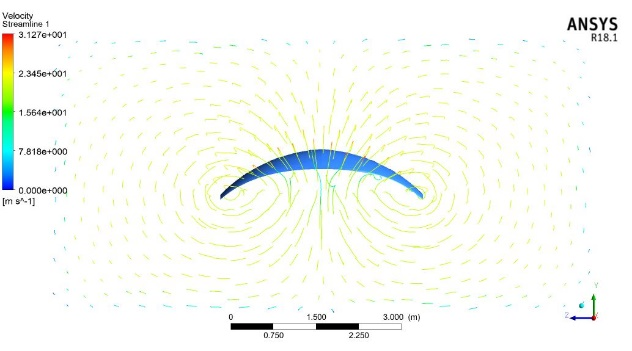 Velocity
Streamline 1
3.127e+001
2.345e+001
1.564e+001
7.818e+000
0.000e+000
[m s^-1]
ANSYS
R18.1
0 1.500 3.000 (m)
0.750 2.250
Y
Z